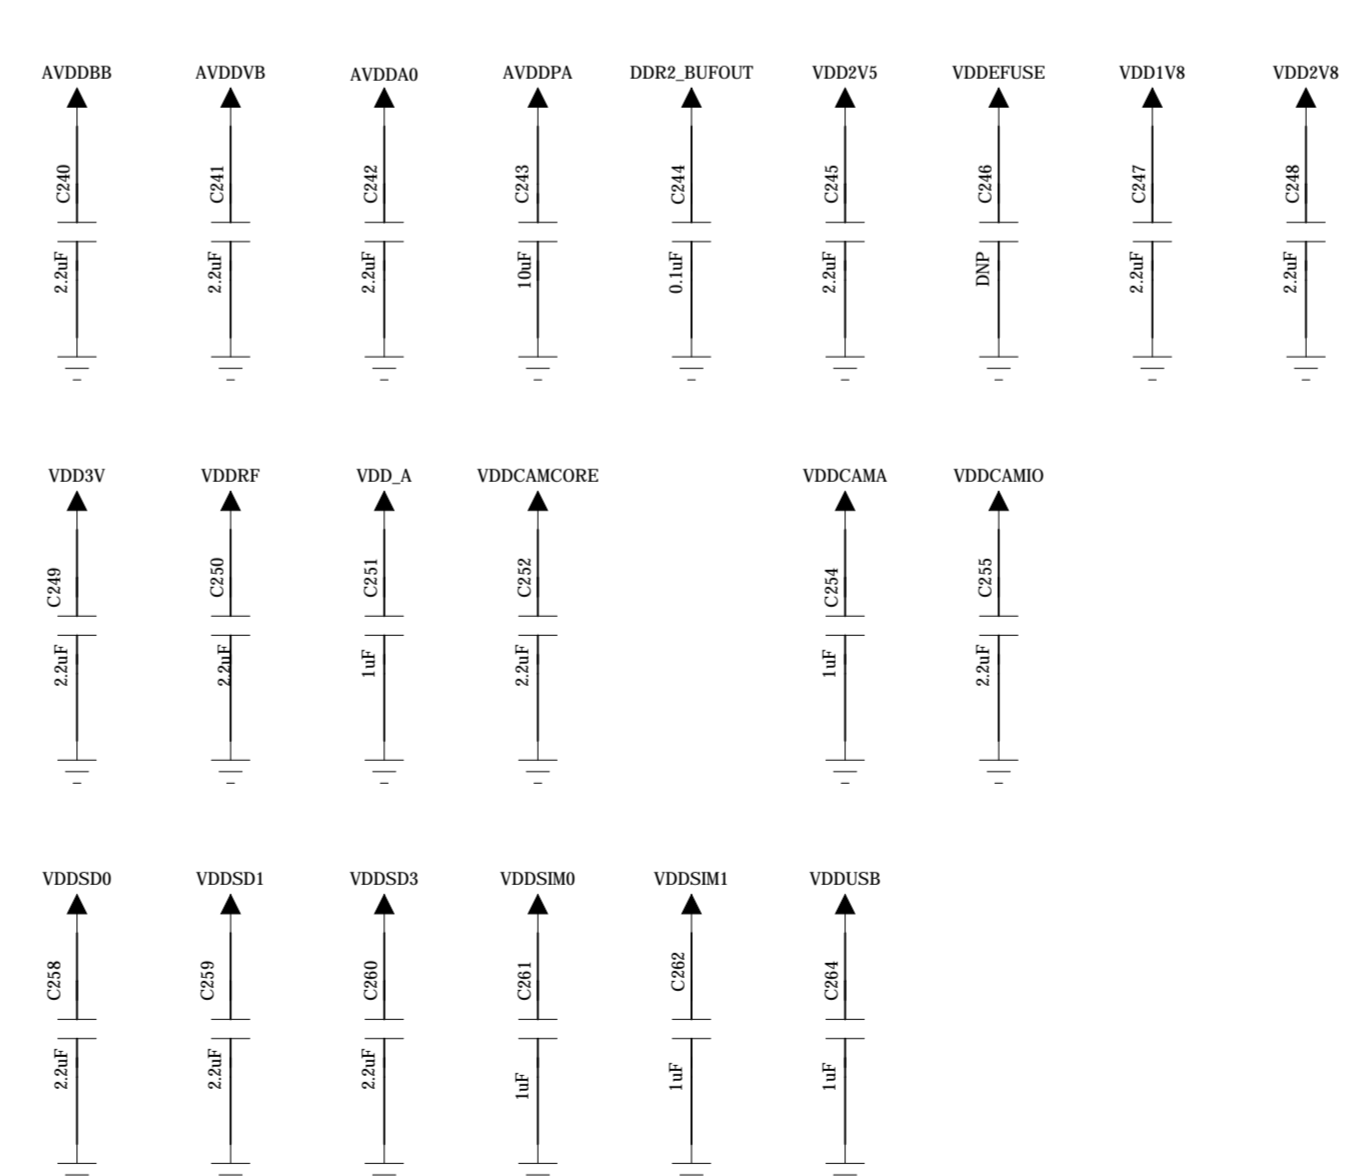 AVDDBB AVDDVB AVDDA0 AVDDPA DDR2_BUFOUT VDD2V5 VDDEFUSE VDD1V8 VDD2V8
C240 C241 C242 C243 C244 C245 C246 C247 C248
2.2uF 2.2uF 2.2uF 10uF 0.1uF 2.2uF DNP 2.2uF 2.2uF
VDD3V VDDRF VDD_A VDDCAMCORE VDDCAMA VDDCAMIO
C249 C250 C251 C252 C254 C255
2.2uF 2.2uF 1uF 2.2uF 1uF 2.2uF
VDDSD0 VDDSD1 VDDSD3 VDDSIM0 VDDSIM1 VDDUSB
C258 C259 C260 C261 C262 C264
2.2uF 2.2uF 2.2uF 1uF 1uF 1uF